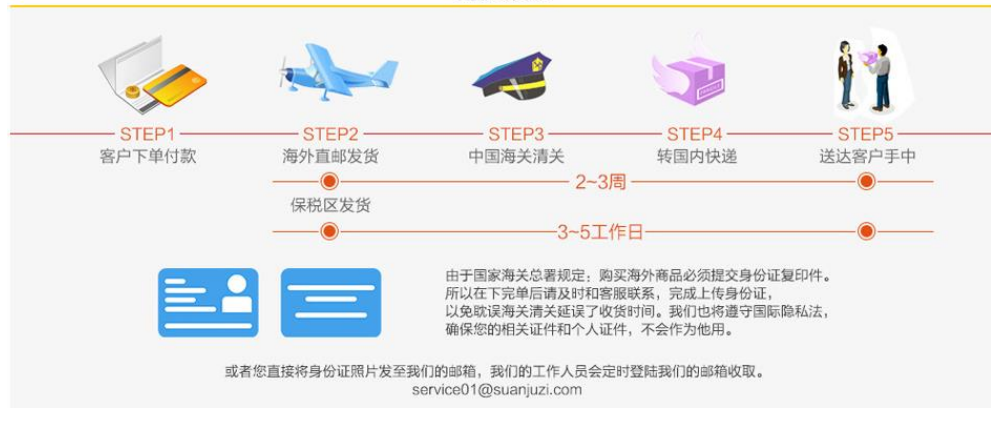 STEP1
STEP2
STEP3
STEP4
STEP5
客户下单付款
海外直邮发货
中国海关清关
转国内快递
送达客户手中
2~3周
保税区发货
3~5工作日
由于国家海关总署规定；购买海外商品必须提交身份证复印件。
所以在下完单后请及时和客服联系，完成上传身份证，
以免耽误海关清关延误了收货时间。我们也将遵守国际隐私法，
确保您的相关证件和个人证件，不会作为他用。
或者您直接将身份证照片发至我们的邮箱，我们的工作人员会定时登陆我们的邮箱收取。
service01@suanjuzi.com